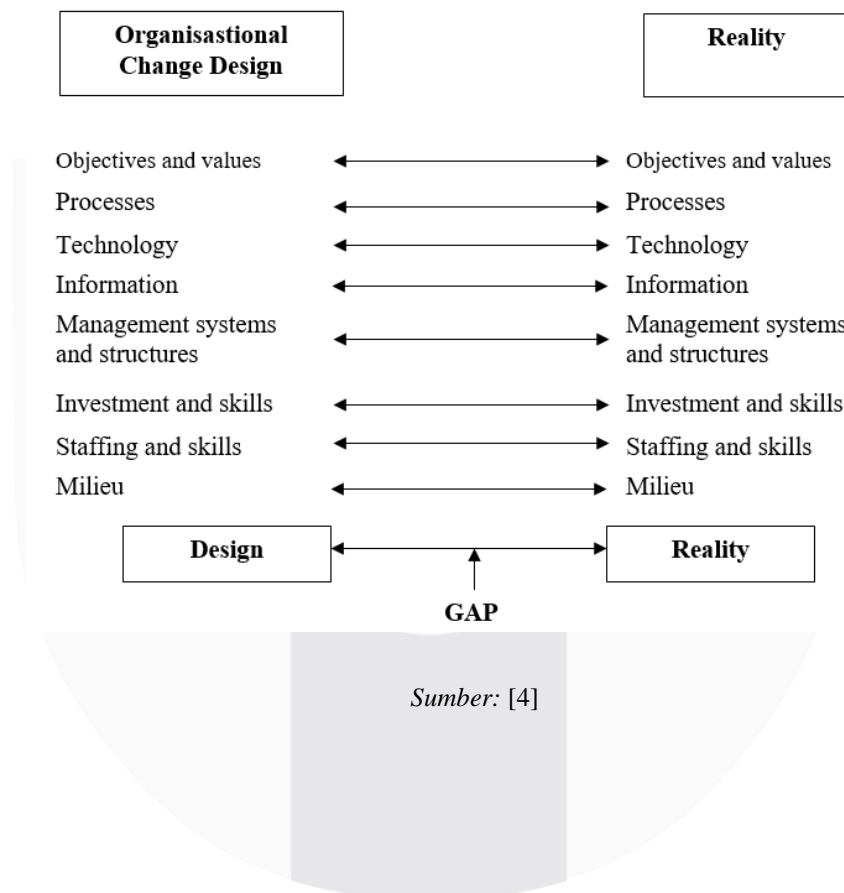 Organisastional
Change Design
Reality
Objectives and values
Objectives and values
Processes
Processes
Technology
Technology
Information
Information
Management systems
and structures
Management systems
and structures
Investment and skills
Investment and skills
Staffing and skills
Staffing and skills
Milieu
Milieu
Design
Reality
GAP
Sumber: [4]